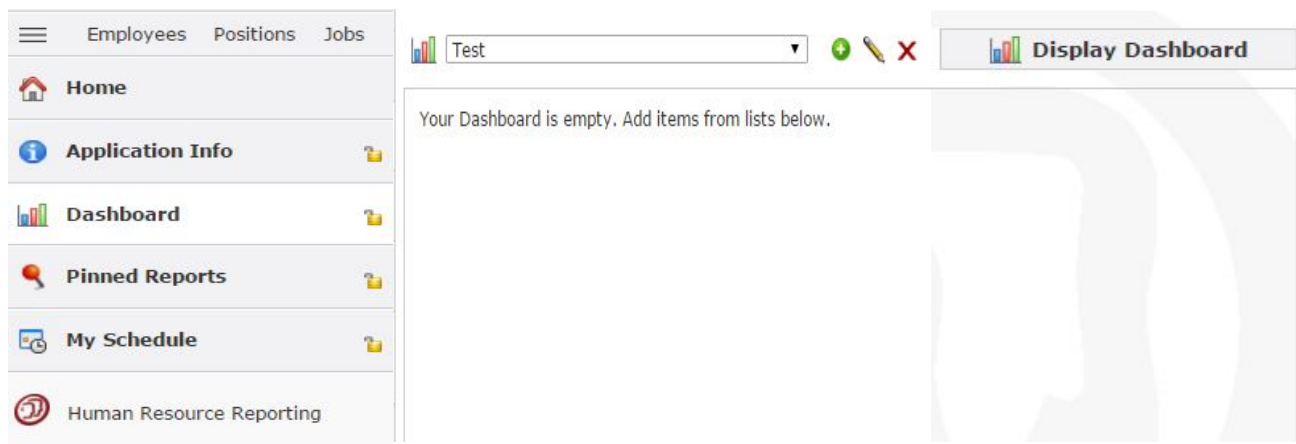 Employees Positions Jobs
Home
Application Info
Dashboard
Pinned Reports
My Schedule
Human Resource Reporting
Test
Display Dashboard
Your Dashboard is empty. Add items from lists below.